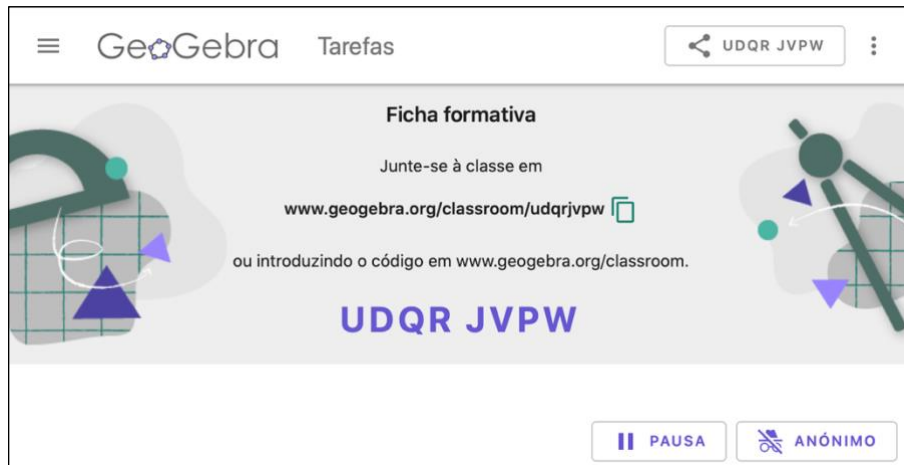 GeoGebra Tarefas UDQR JVPW
Ficha formativa
Junte-se à classe em
www.geogebra.org/classroom/udqrjvpw
ou introduzindo o código em www.geogebra.org/classroom.
UDQR JVPW
PAUSA ANÓNIMO